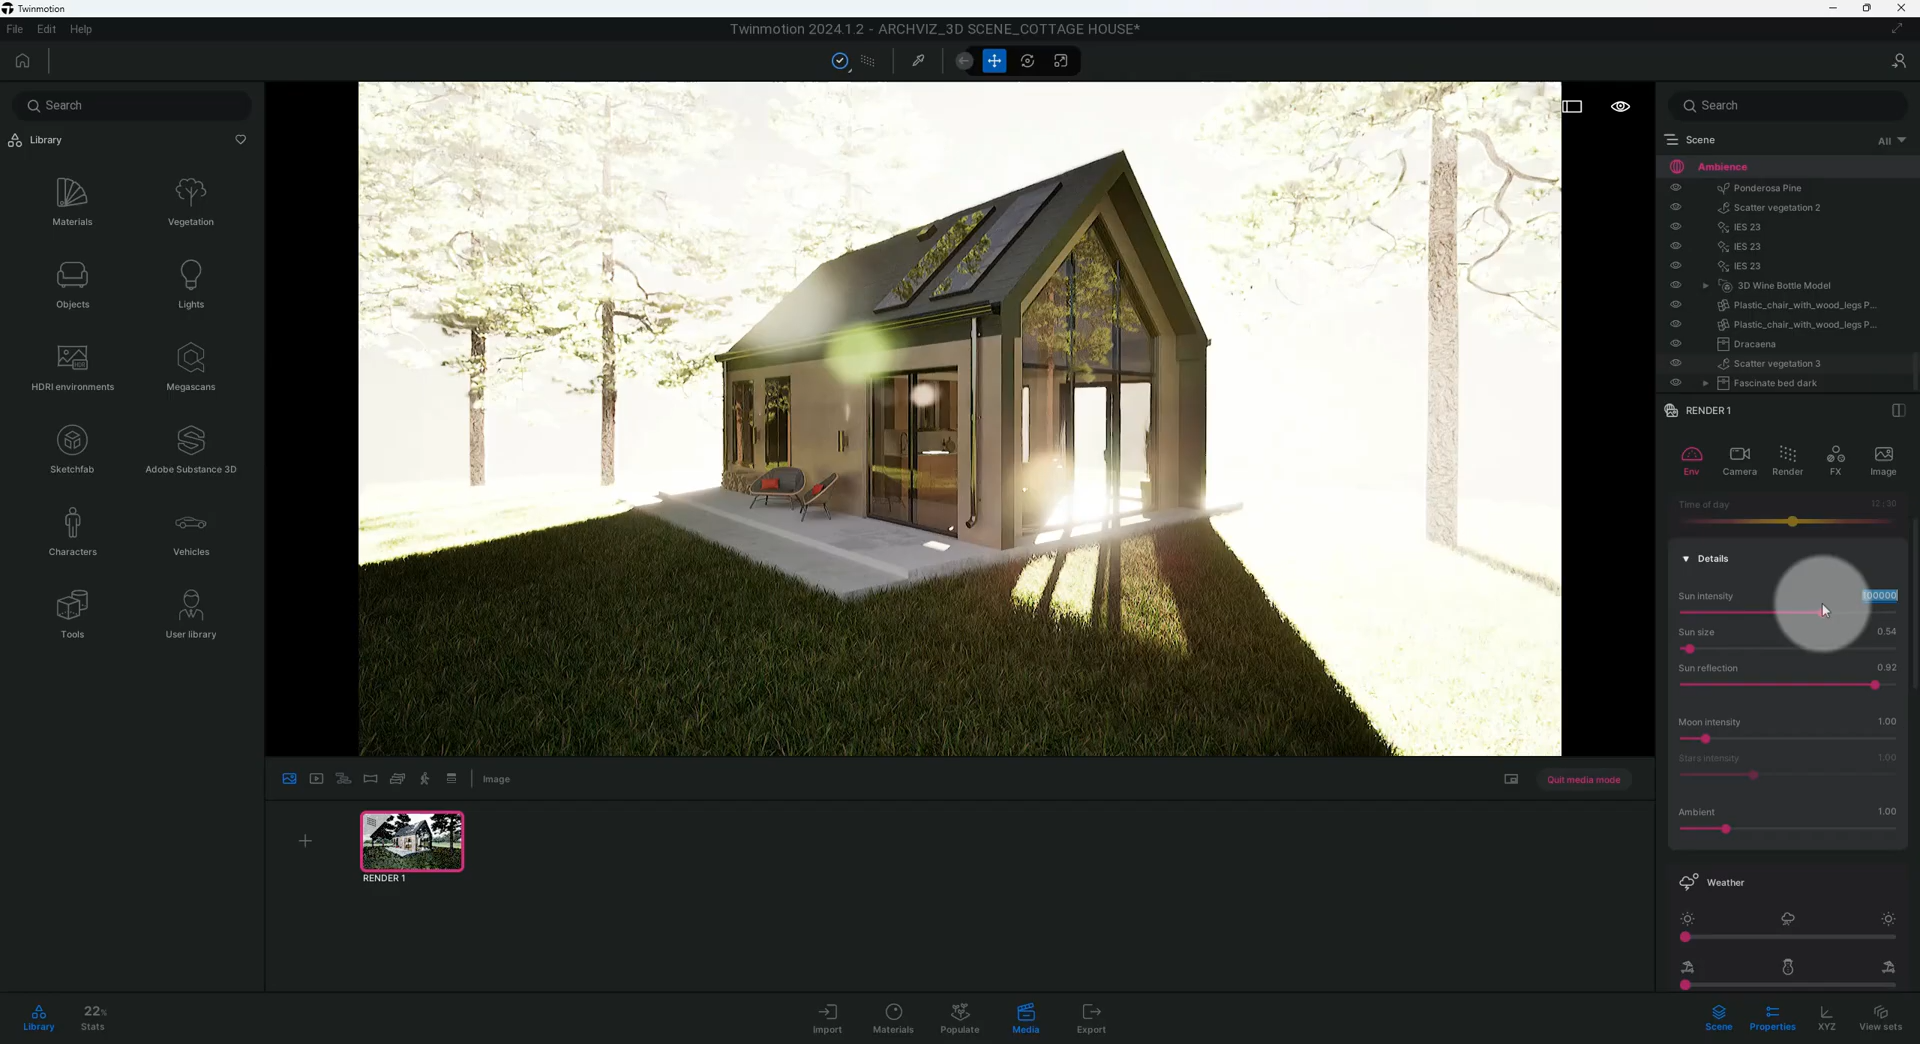 Twinmotion
File Edit Help
Twinmotion 2024.1.2 - ARCHVIZ_3D SCENE_COTTAGE HOUSE*
Search
Library
Materials
Vegetation
Objects
Lights
HDRI environments
Megascans
Sketchfab
Adobe Substance 3D
Characters
Vehicles
Tools
User library
Search
Scene All
Ambience
Ponderosa Pine
Scatter vegetation 2
IES 23
IES 23
IES 23
3D Wine Bottle Model
Plastic_chair_with_wood_legs P...
Plastic_chair_with_wood_legs P...
Dracaena
Scatter vegetation 3
Fascinate bed dark
RENDER 1
Env Camera Render FX Image
Time of day 12:30
Details
Sun intensity 100000
Sun size 0.54
Sun reflection 0.92
Moon intensity 1.00
Stars intensity 1.00
Ambient 1.00
Weather
Image
Quit media mode
RENDER 1
Library
22%
Stats
Import Materials Populate Media Export
Scene Properties XYZ View sets